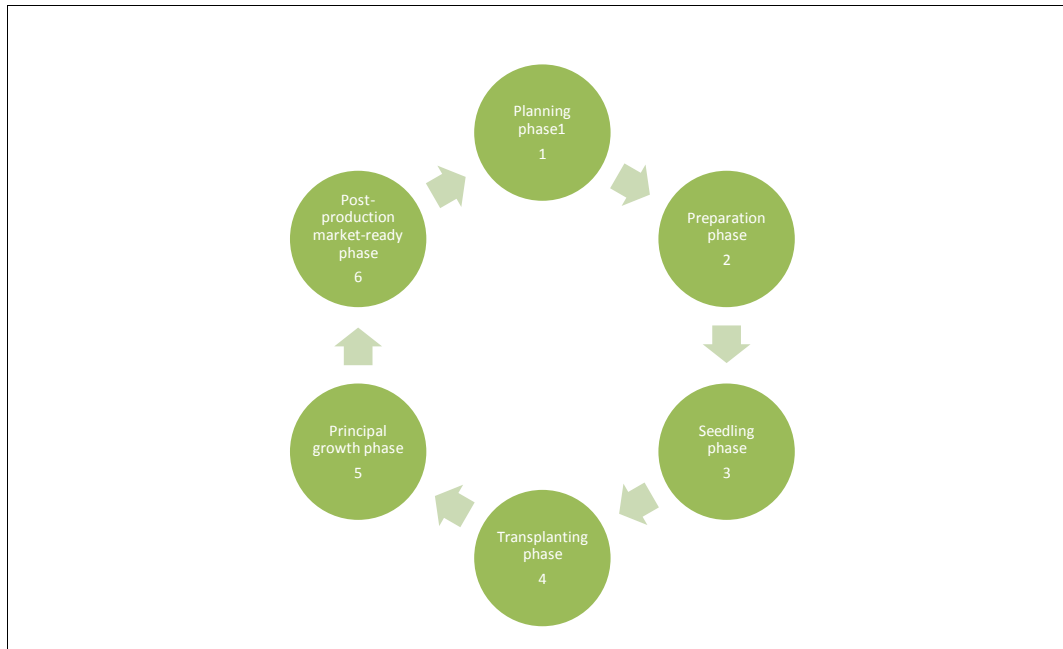 Planning
phase1
1
Preparation
phase
2
Seedling
phase
3
Transplanting
phase
4
Principal
growth phase
5
Post-
production
market-ready
phase
6